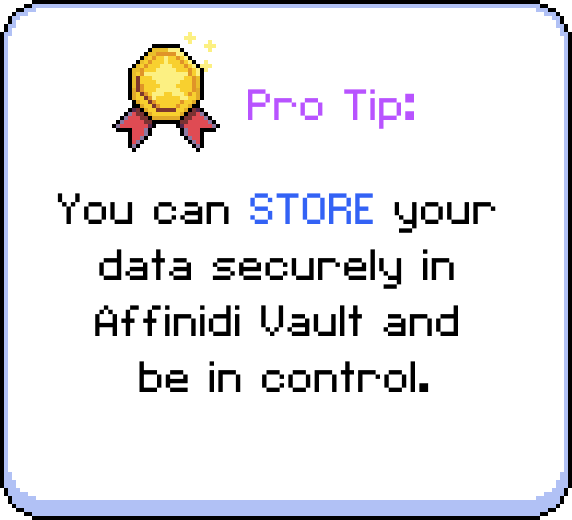 Pro Tip:
You can STORE your
data securely in
Affinidi Vault and
be in control.